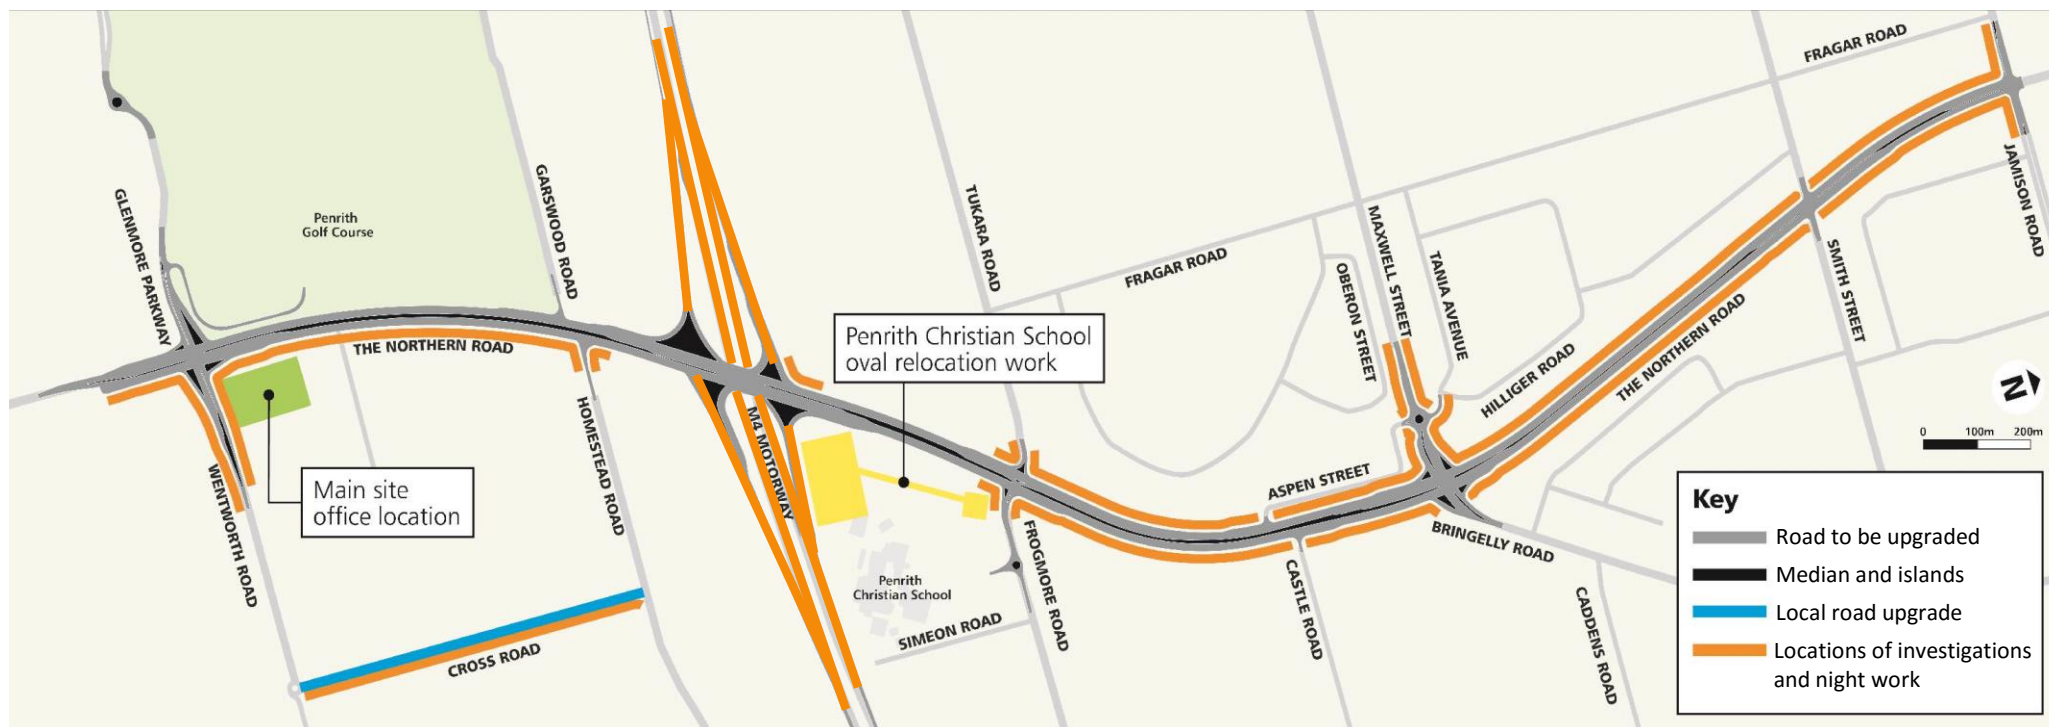 FRAGAR ROAD
JAMISON ROAD
GLENMORE PARKWAY
Penrith
Golf Course
GARSWOOD ROAD
TUKARA ROAD
FRAGAR ROAD
MAXWELL STREET
TANIA AVENUE
OBERON STREET
SMITH STREET
THE NORTHERN ROAD
Penrith Christian School
oval relocation work
HILLIGER ROAD
THE NORTHERN ROAD
N
0 100m 200m
HOMESTEAD ROAD
M4 MOTORWAY
WENTWORTH ROAD
Main site
office location
ASPEN STREET
BRINGELLY ROAD
FROGMORE ROAD
CASTLE ROAD
CADDENS ROAD
Penrith
Christian School
SIMEON ROAD
CROSS ROAD
Key
Road to be upgraded
Median and islands
Local road upgrade
Locations of investigations
and night work